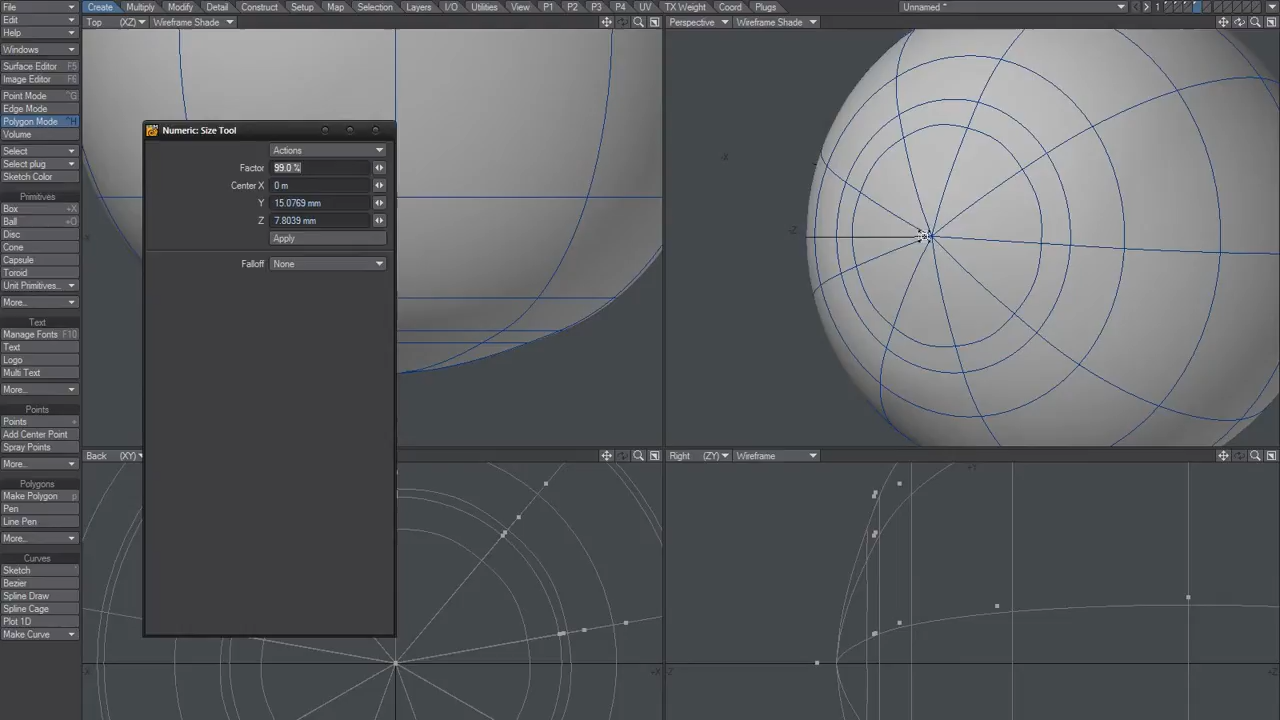 File
Edit
Help
Windows
Surface Editor F5
Image Editor F6
Point Mode ^G
Edge Mode
Polygon Mode ^H
Volume
Select
Select plug
Sketch Color
Primitives
Box +X
Ball +O
Disc
Cone
Capsule
Toroid
Unit Primitives...
More...
Text
Manage Fonts F10
Text
Logo
Multi Text
More...
Points
Points +
Add Center Point
Spray Points
More...
Polygons
Make Polygon p
Pen
Line Pen
More...
Curves
Sketch '
Bezier
Spline Draw
Spline Cage
Plot 1D
Make Curve
Create Multiply Modify Detail Construct Setup Map Selection Layers I/O Utilities View P1 P2 P3 P4 UV TX Weight Coord Plugs Unnamed * 1
Top (XZ) Wireframe Shade
Perspective Wireframe Shade
Numeric: Size Tool
Actions
Factor 99.0 %
Center X 0 m
Y 15.0769 mm
Z 7.8039 mm
Apply
Falloff None
-X
-Z
Back (XY)
Right (ZY) Wireframe
+Y
-X
+X
+Z